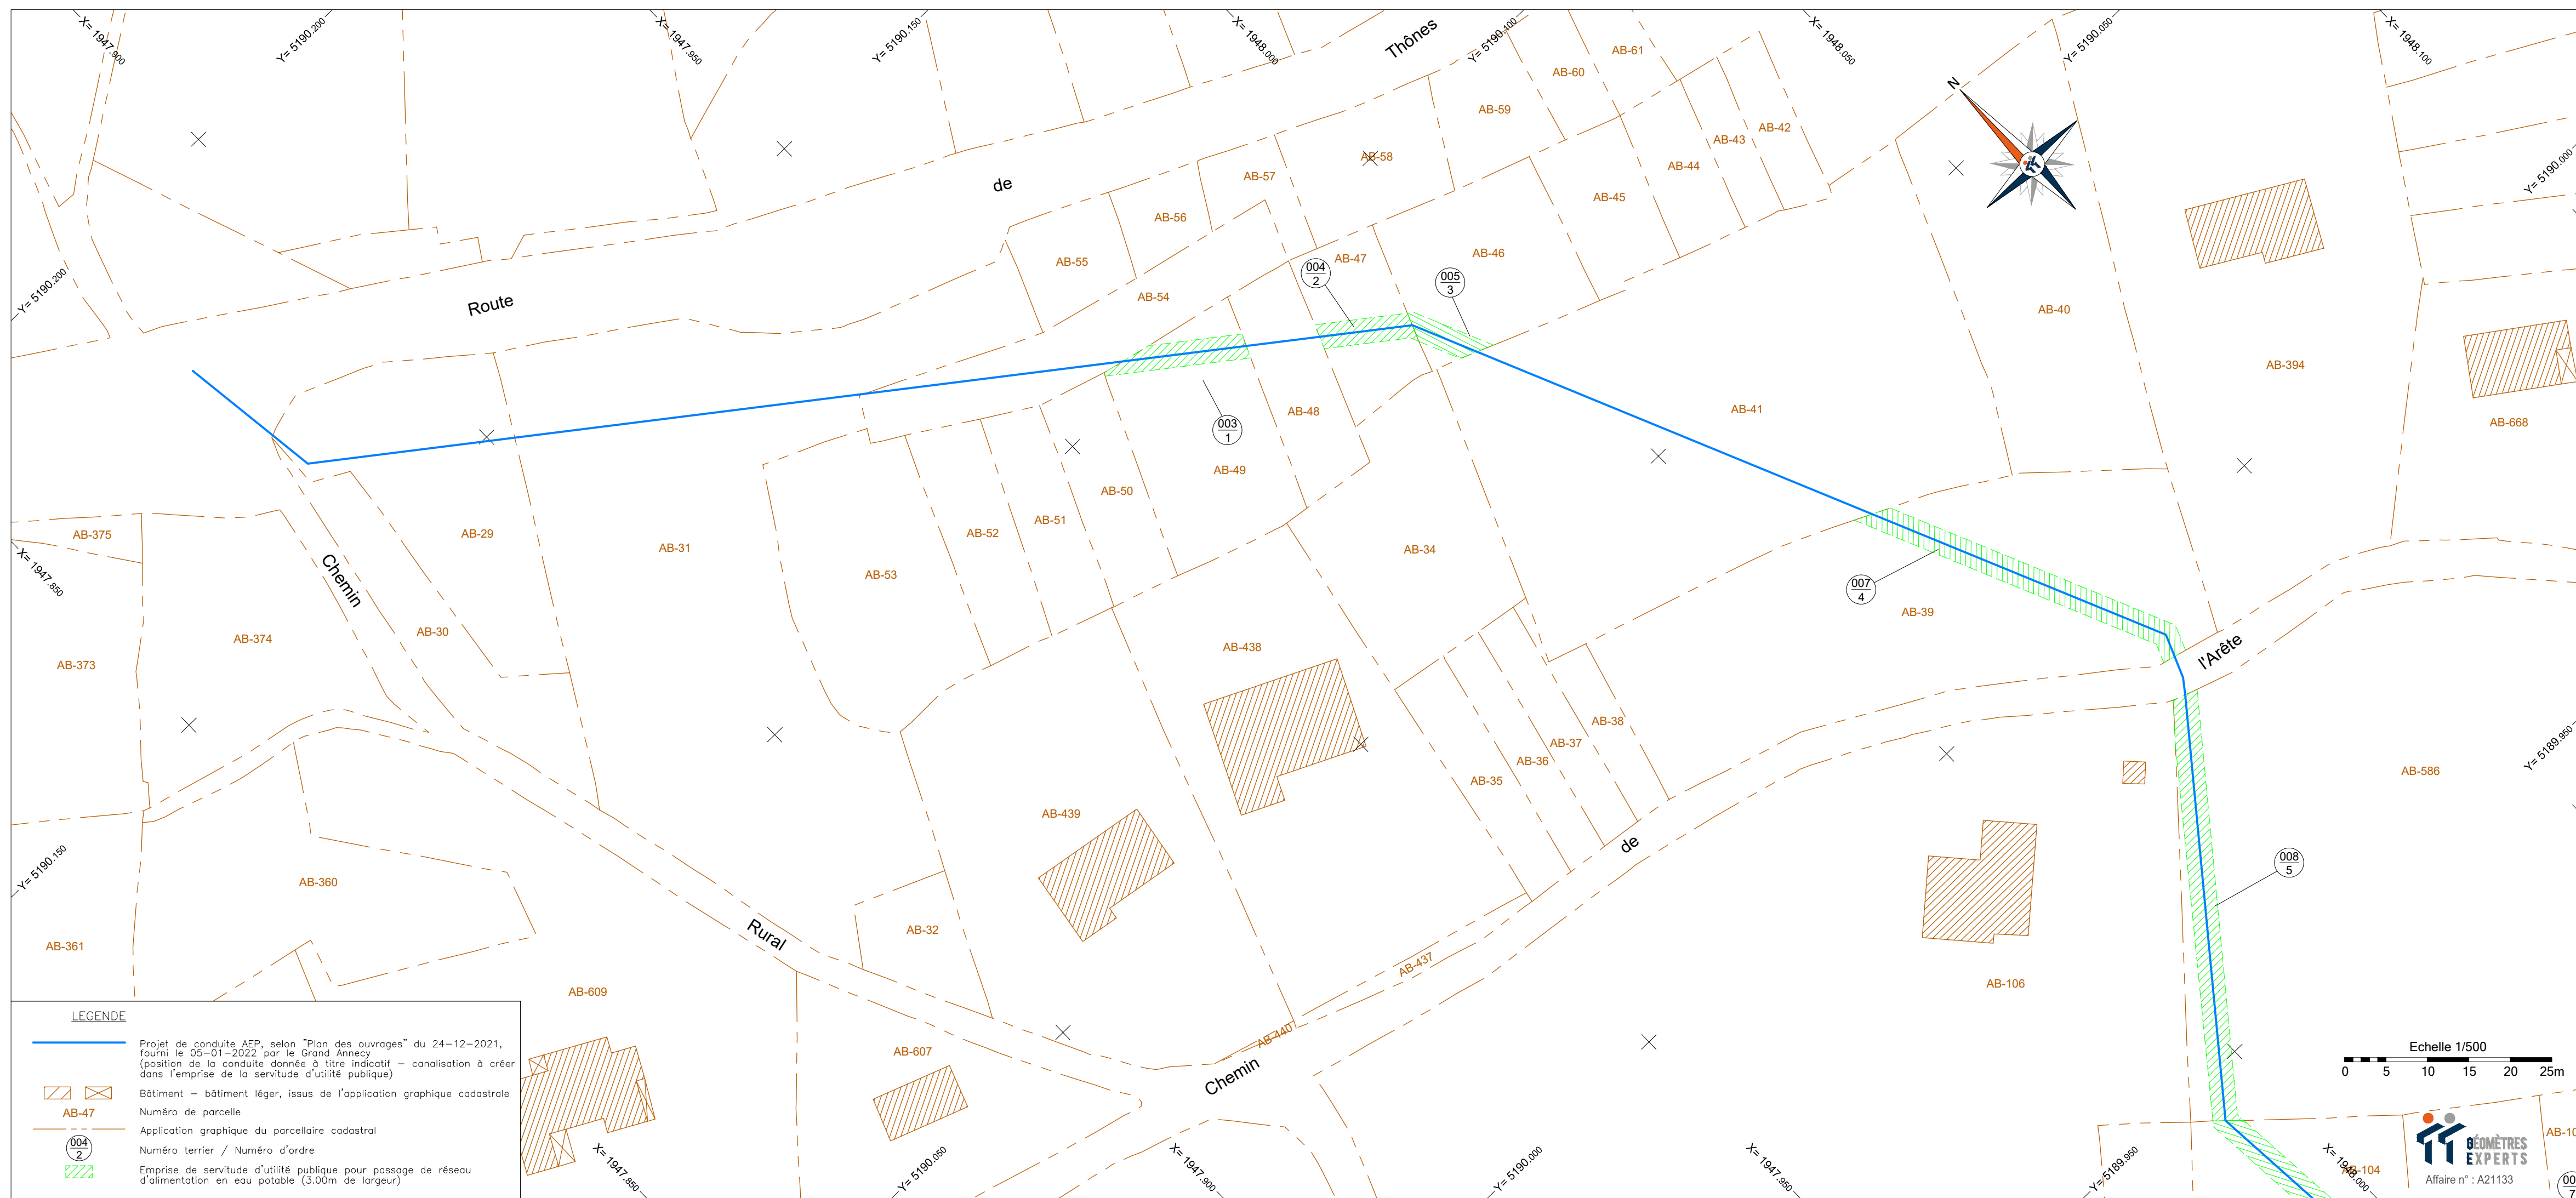 X= 1947.900
Y= 5190.200
X= 1947.950
Y= 5190.150
X= 1948.000
Thônes
Y= 5190.100
X= 1948.050
Y= 5190.050
X= 1948.100
N
AB-61
AB-60
AB-59
AB-58
AB-57
AB-56
AB-55
AB-54
AB-47
AB-46
AB-45
AB-44
AB-43
AB-42
AB-40
AB-394
AB-668
AB-41
Y= 5190.000
Y= 5190.200
Route
de
004
2
005
3
003
1
AB-48
AB-49
AB-50
AB-51
AB-52
AB-53
AB-31
AB-29
AB-30
AB-375
X= 1947.850
Chemin
AB-374
AB-373
AB-34
AB-438
007
4
AB-39
l'Arête
AB-38
AB-37
AB-36
AB-35
AB-439
de
AB-586
Y= 5189.950
008
5
Y= 5190.150
AB-360
AB-361
Rural
AB-32
AB-437
AB-106
AB-609
AB-440
AB-607
Chemin
LEGENDE
Projet de conduite AEP, selon "Plan des ouvrages" du 24-12-2021,
fourni le 05-01-2022 par le Grand Annecy
(position de la conduite donnée à titre indicatif - canalisation à créer
dans l'emprise de la servitude d'utilité publique)
Bâtiment - bâtiment léger, issus de l'application graphique cadastrale
AB-47
Numéro de parcelle
Application graphique du parcellaire cadastral
004
2
Numéro terrier / Numéro d'ordre
Emprise de servitude d'utilité publique pour passage de réseau
d'alimentation en eau potable (3.00m de largeur)
X= 1947.850
Y= 5190.050
X= 1947.900
Y= 5190.000
X= 1947.950
Y= 5189.950
X= 1948.000
Echelle 1/500
0 5 10 15 20 25m
AB-104
GÉOMÈTRES
EXPERTS
Affaire n° : A21133